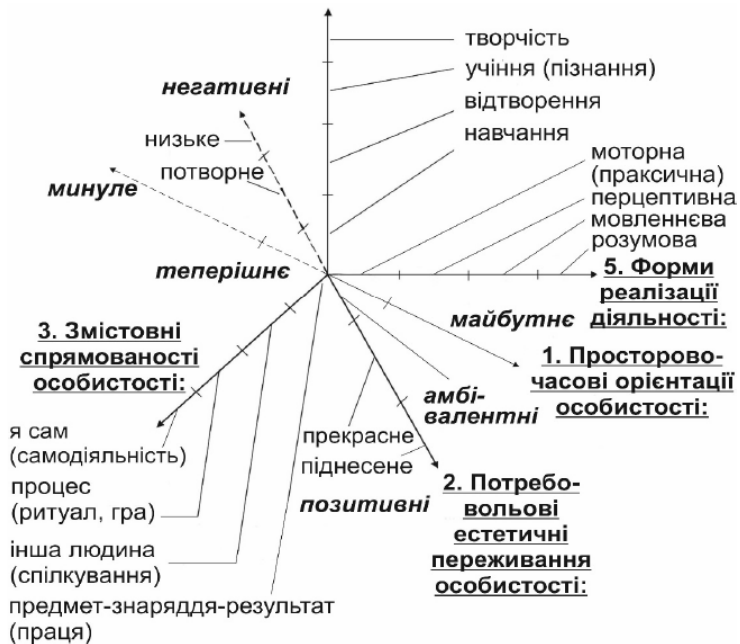 творчість
учіння (пізнання)
відтворення
навчання
негативні
низьке
потворне
минуле
теперішнє
моторна
(праксична)
перцептивна
мовленнєва
розумова
5. Форми
реалізації
діяльності:
майбутнє
1. Просторово-
часові орієнтації
особистості:
3. Змістовні
спрямованості
особистості:
амбі-
валентні
прекрасне
піднесене
позитивні
2. Потребо-
вольові
естетичні
переживання
особистості:
я сам
(самодіяльність)
процес
(ритуал, гра)
інша людина
(спілкування)
предмет-знаряддя-результат
(праця)